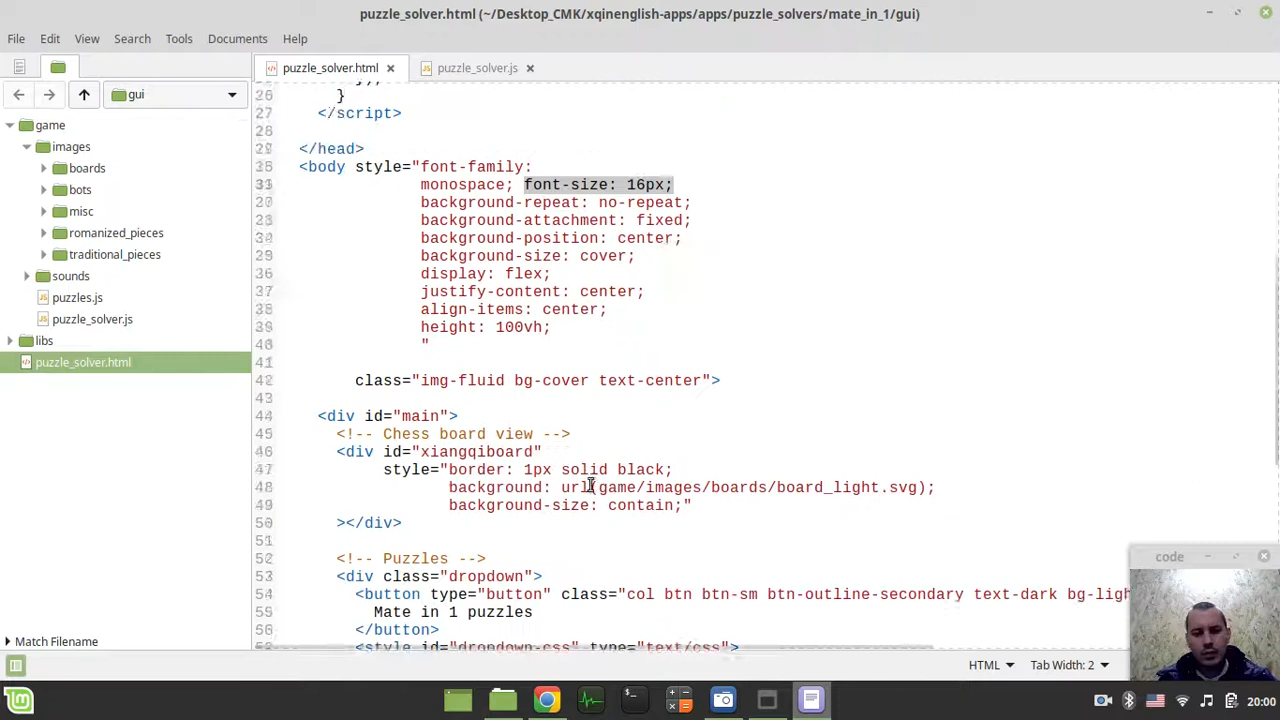 puzzle_solver.html (~/Desktop_CMK/xqinenglish-apps/apps/puzzle_solvers/mate_in_1/gui)
File Edit View Search Tools Documents Help
puzzle_solver.html
puzzle_solver.js
gui
game
images
boards
bots
misc
romanized_pieces
traditional_pieces
sounds
puzzles.js
puzzle_solver.js
libs
puzzle_solver.html
Match Filename
26 }
27 </script>
</head>
<body style="font-family:
monospace; font-size: 16px;
background-repeat: no-repeat;
background-attachment: fixed;
background-position: center;
background-size: cover;
36 display: flex;
37 justify-content: center;
38 align-items: center;
39 height: 100vh;
40 "
41
42 class="img-fluid bg-cover text-center">
43
44 <div id="main">
45 <!-- Chess board view -->
46 <div id="xiangqiboard"
47 style="border: 1px solid black;
48 background: url(game/images/boards/board_light.svg);
49 background-size: contain;"
50 ></div>
51
52 <!-- Puzzles -->
53 <div class="dropdown">
54 <button type="button" class="col btn btn-sm btn-outline-secondary text-dark bg-ligh
55 Mate in 1 puzzles
56 </button>
<style id="dropdown-css" type="text/css">
HTML
Tab Width: 2
code
20:00